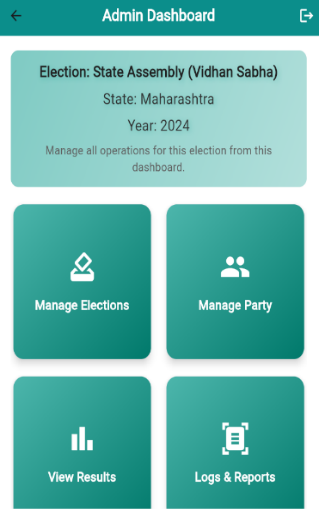 Admin Dashboard
Election: State Assembly (Vidhan Sabha)
State: Maharashtra
Year: 2024
Manage all operations for this election from this
dashboard.
Manage Elections
Manage Party
View Results
Logs & Reports